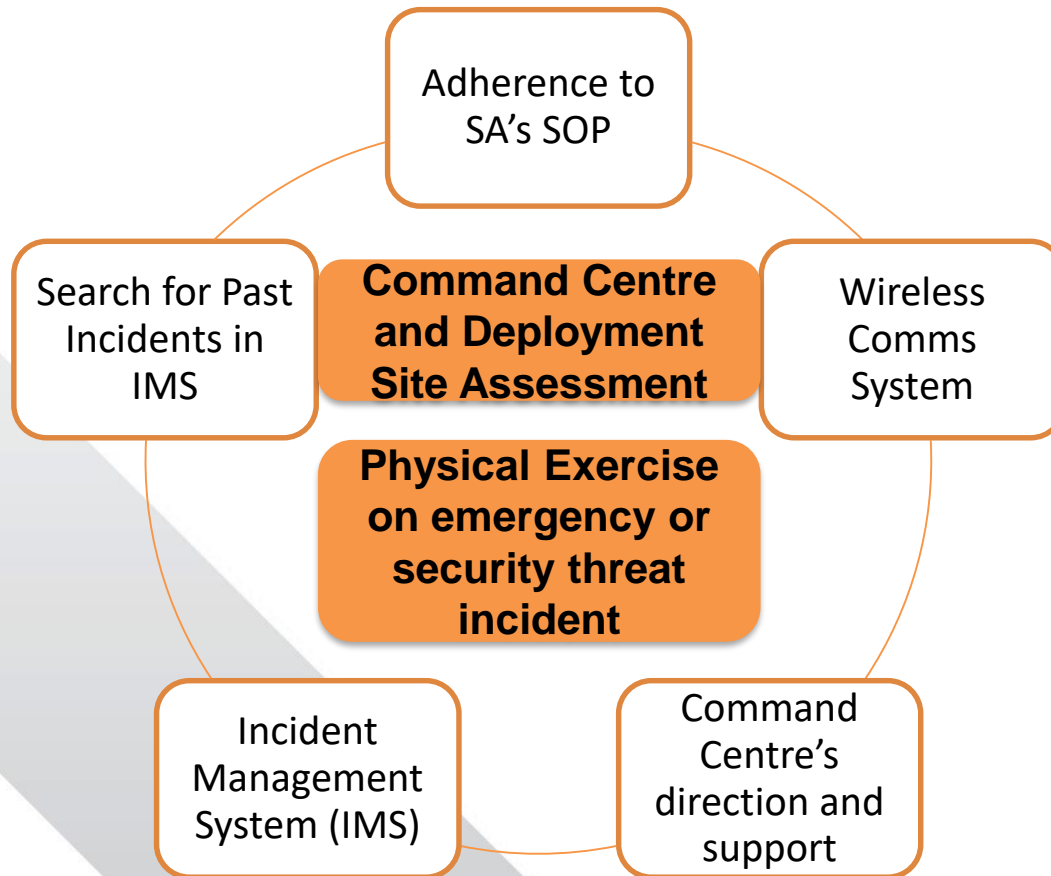 Adherence to
SA’s SOP
Search for Past
Incidents in
IMS
Command Centre
and Deployment
Site Assessment
Wireless
Comms
System
Physical Exercise
on emergency or
security threat
incident
Incident
Management
System (IMS)
Command
Centre’s
direction and
support